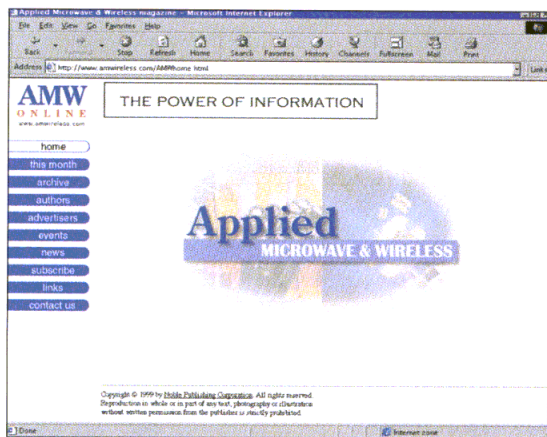 Applied Microwave & Wireless magazine - Microsoft Internet Explorer
File Edit View Go Favorites Help
Back Stop Refresh Home Search Favorites History Channels Fullscreen Mail Print
Address http://www.amwireless.com/AMWhome.html Links
AMW
ONLINE
www.amwireless.com
THE POWER OF INFORMATION
home
this month
archive
authors
advertisers
events
news
subscribe
links
contact us
Applied
MICROWAVE & WIRELESS
Copyright © 1999 by Noble Publishing Corporation. All rights reserved.
Reproduction in whole or in part of any text, photography or illustration
without written permission from the publisher is strictly prohibited.
Done Internet zone